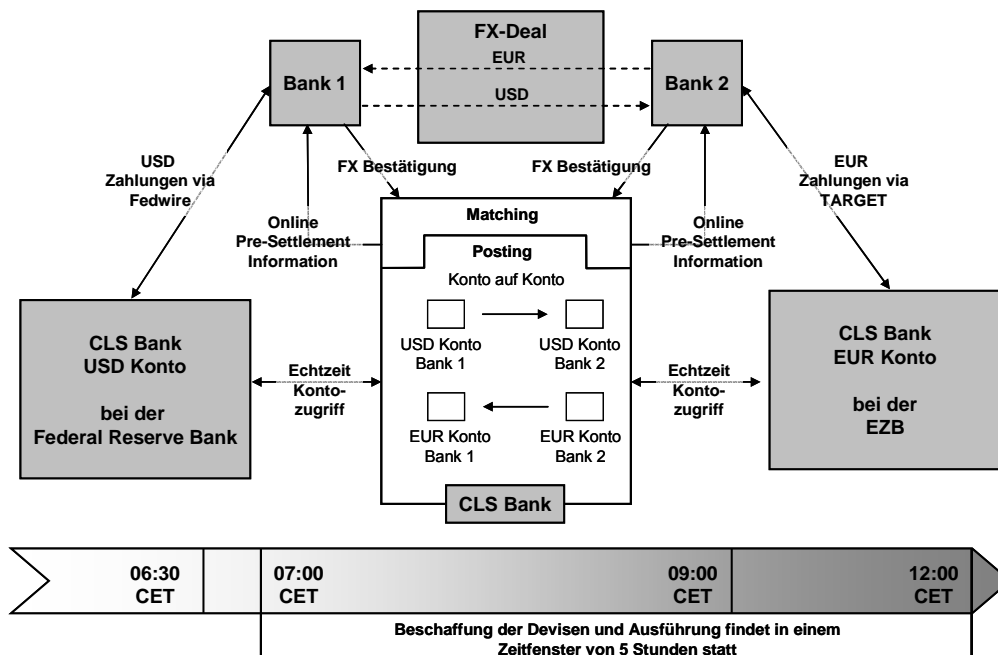 FX-Deal
EUR
USD
Bank 1
Bank 2
USD
Zahlungen via
Fedwire
FX Bestätigung
FX Bestätigung
EUR
Zahlungen via
TARGET
Online
Pre-Settlement
Information
Matching
Posting
Online
Pre-Settlement
Information
Konto auf Konto
USD Konto
Bank 1
USD Konto
Bank 2
EUR Konto
Bank 1
EUR Konto
Bank 2
CLS Bank
CLS Bank
USD Konto
bei der
Federal Reserve Bank
Echtzeit
Konto-
zugriff
Echtzeit
Konto-
zugriff
CLS Bank
EUR Konto
bei der
EZB
06:30
CET
07:00
CET
09:00
CET
12:00
CET
Beschaffung der Devisen und Ausführung findet in einem
Zeitfenster von 5 Stunden statt